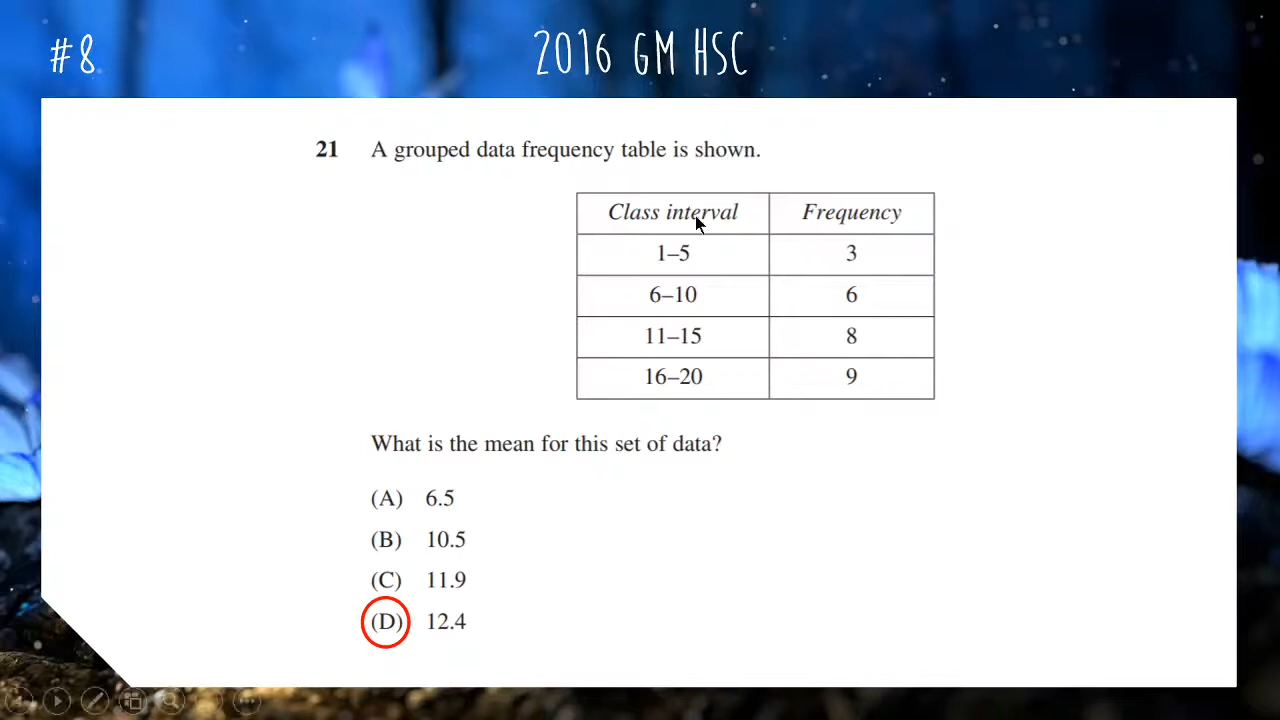 #8
2016 GM HSC
21 A grouped data frequency table is shown.
Class interval Frequency
1–5 3
6–10 6
11–15 8
16–20 9
What is the mean for this set of data?
(A) 6.5
(B) 10.5
(C) 11.9
(D) 12.4